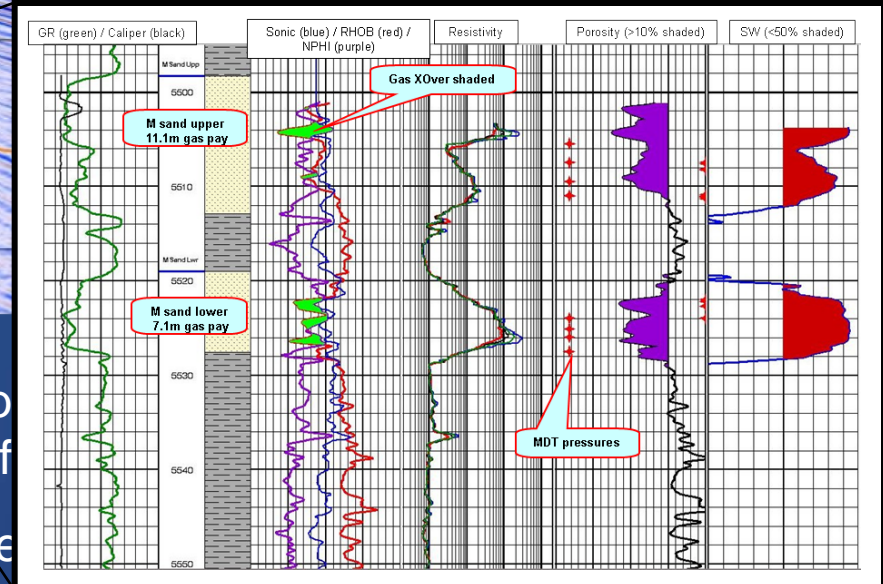 GR (green) / Caliper (black)
Sonic (blue) / RHOB (red) /
NPHI (purple)
Resistivity
Porosity (>10% shaded)
SW (<50% shaded)
M Sand Upp
Gas XOver shaded
5500
M sand upper
11.1m gas pay
5510
M Sand Lwr
5520
M sand lower
7.1m gas pay
5530
MDT pressures
5540
5550